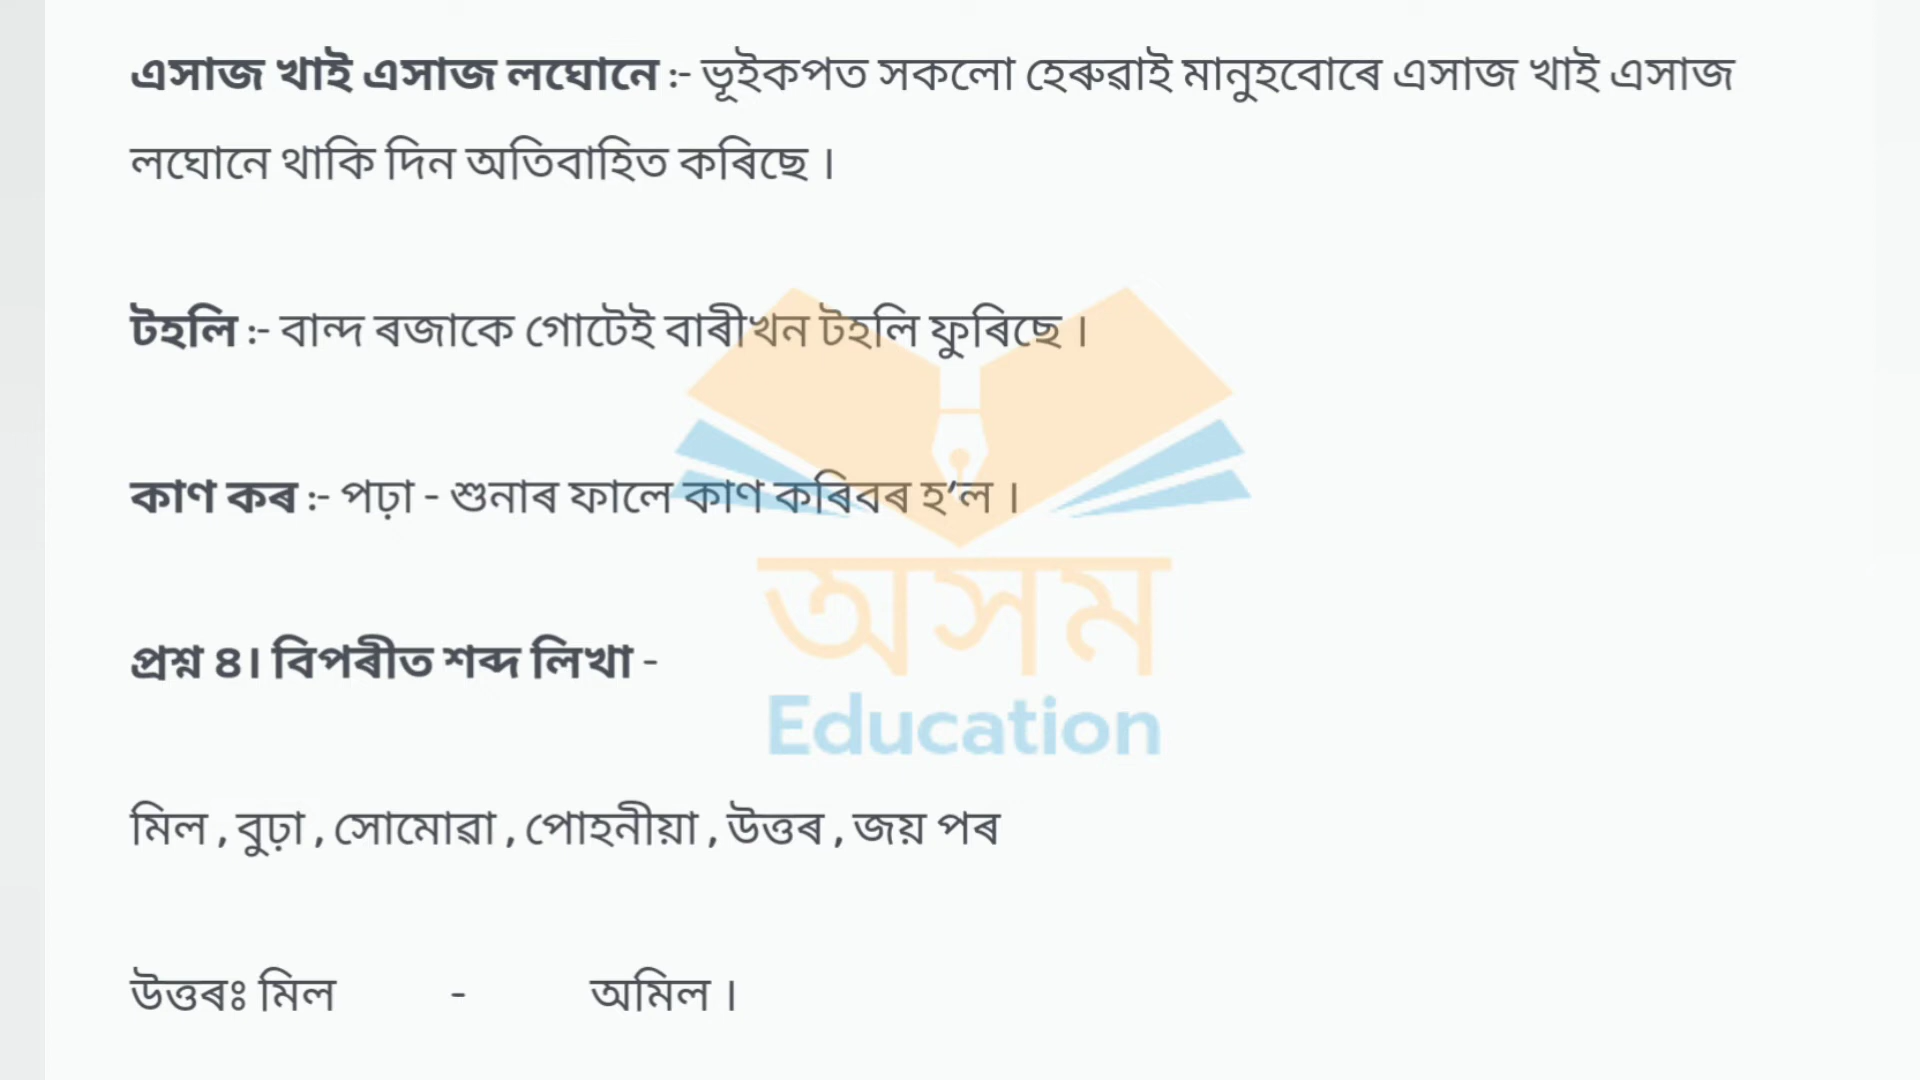 এসাজ খাই এসাজ লঘোনে :- ভূইকপত সকলো হেৰুৱাই মানুহবোৰে এসাজ খাই এসাজ
লঘোনে থাকি দিন অতিবাহিত কৰিছে ।
টহলি :- বান্দ ৰজাকে গোটেই বাৰীখন টহলি ফুৰিছে ।
কাণ কৰ :- পঢ়া - শুনাৰ ফালে কাণ কৰিবৰ হ’ল ।
অসম
Education
প্ৰশ্ন ৪। বিপৰীত শব্দ লিখা -
মিল , বুঢ়া , সোমোৱা , পোহনীয়া , উত্তৰ , জয় পৰ
উত্তৰঃ মিল - অমিল ।